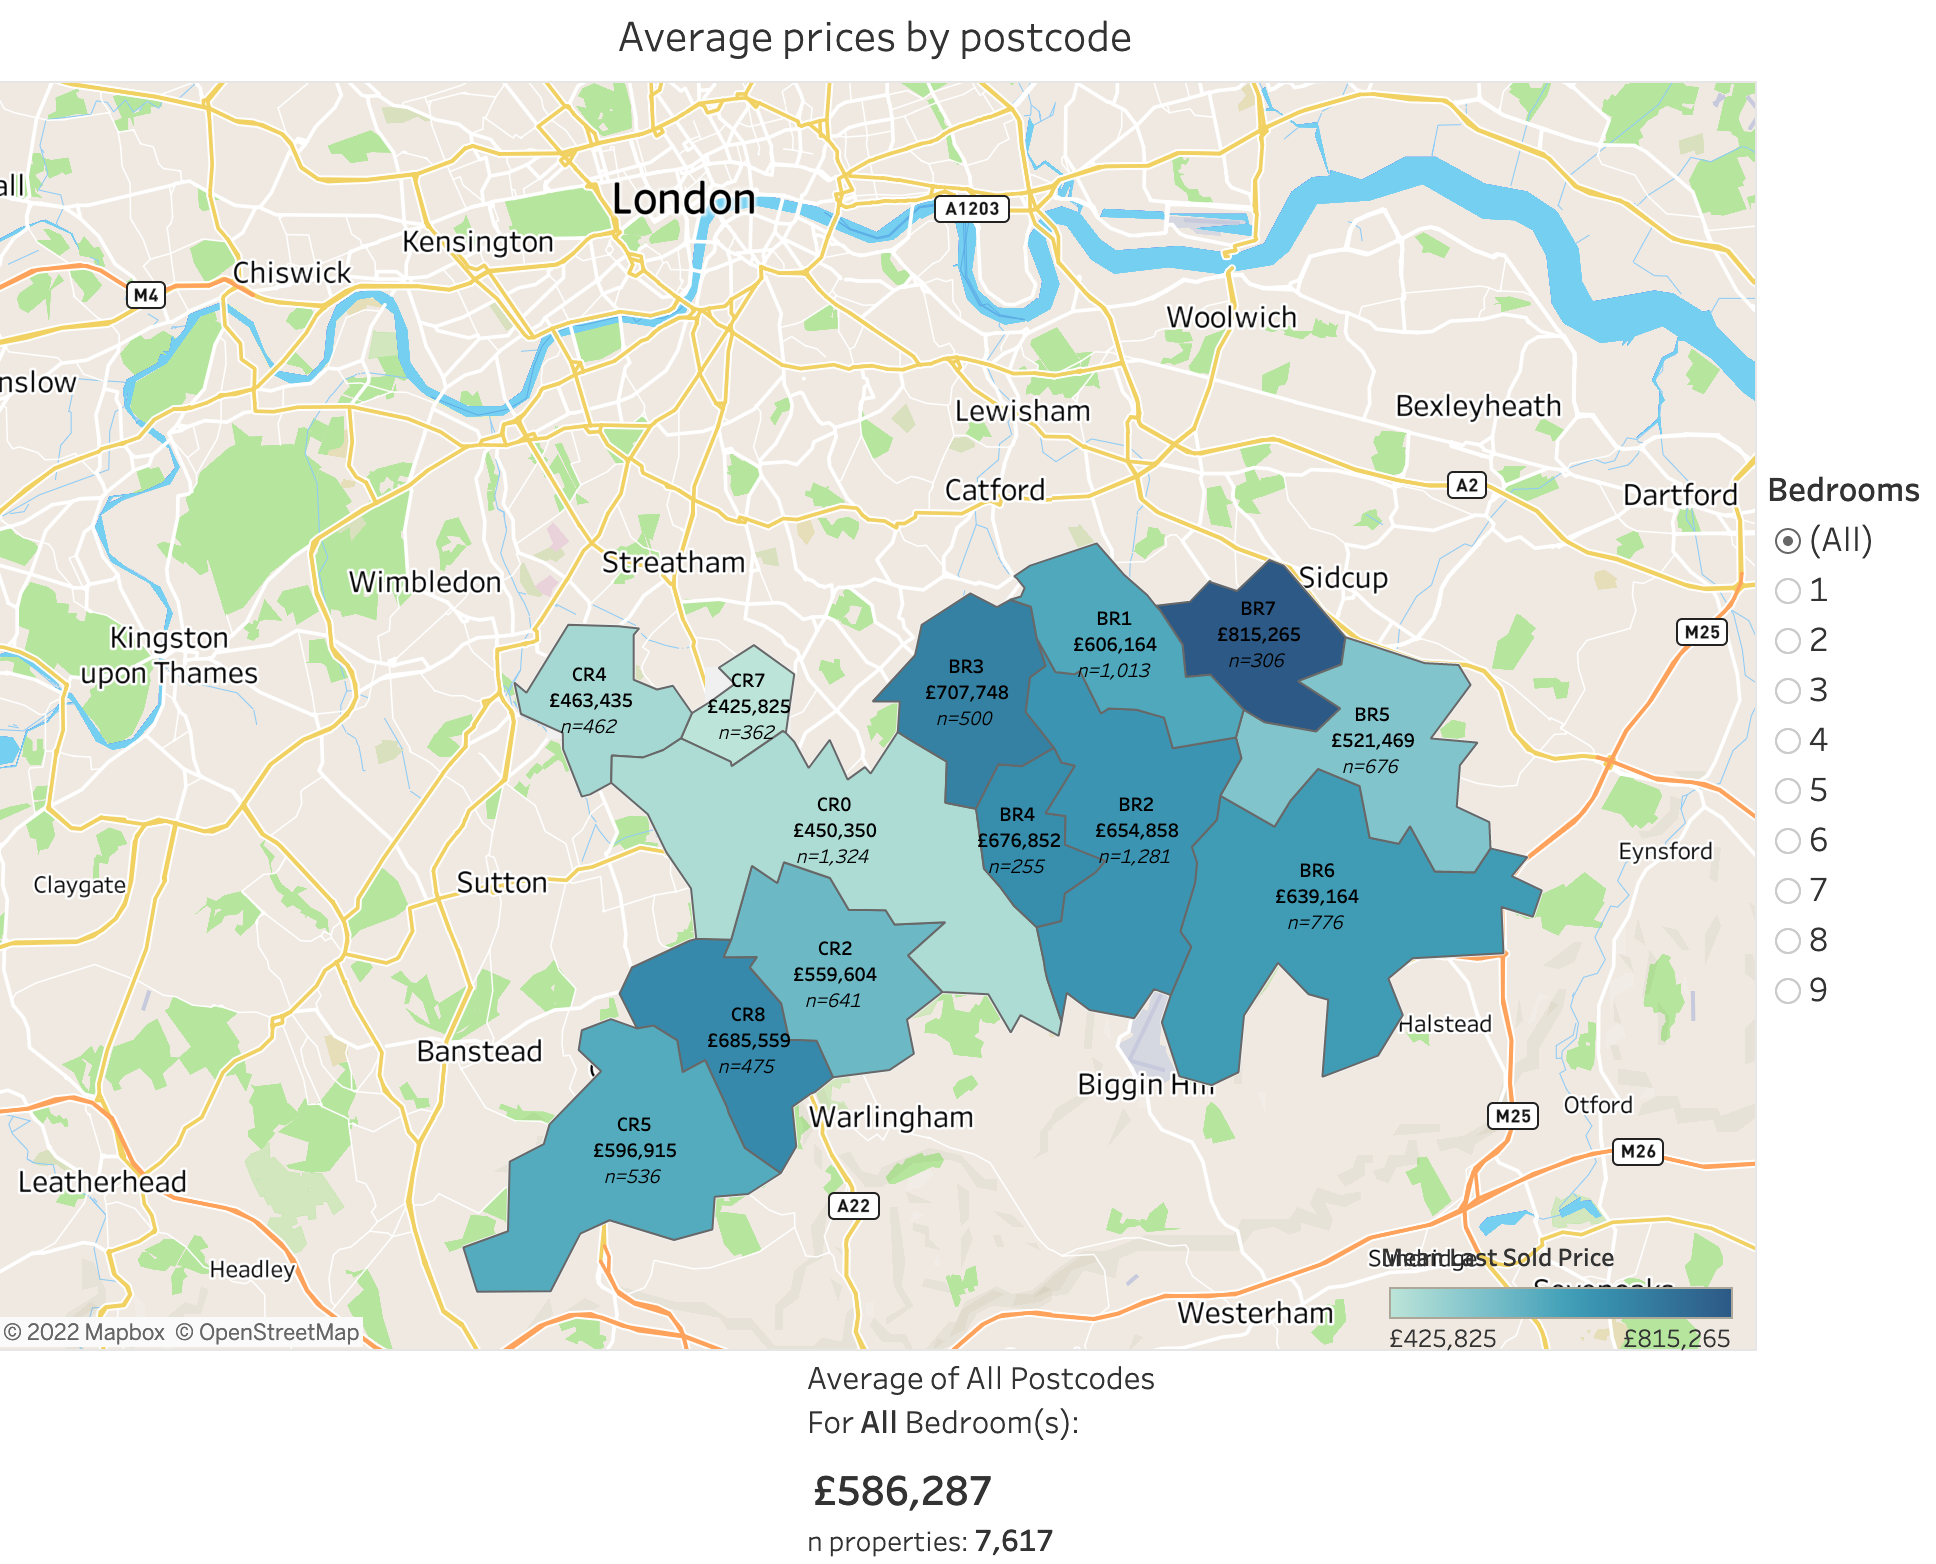 Average prices by postcode
all
London
A1203
Kensington
Chiswick
M4
Woolwich
nslow
Lewisham
Bexleyheath
Catford
A2
Dartford
Bedrooms
(All)
1
2
3
4
5
6
7
8
9
Streatham
Wimbledon
Sidcup
Kingston
upon Thames
M25
BR1
£606,164
n=1,013
BR7
£815,265
n=306
BR3
£707,748
n=500
CR4
£463,435
n=462
CR7
£425,825
n=362
BR5
£521,469
n=676
CR0
£450,350
n=1,324
BR4
£676,852
n=255
BR2
£654,858
n=1,281
BR6
£639,164
n=776
Eynsford
Claygate
Sutton
CR2
£559,604
n=641
CR8
£685,559
n=475
Halstead
Banstead
Biggin Hill
Warlingham
CR5
£596,915
n=536
M25
Otford
M26
Leatherhead
A22
Headley
Mean Last Sold Price
Sevenoaks
Westerham
£425,825
£815,265
© 2022 Mapbox © OpenStreetMap
Average of All Postcodes
For All Bedroom(s):
£586,287
n properties: 7,617